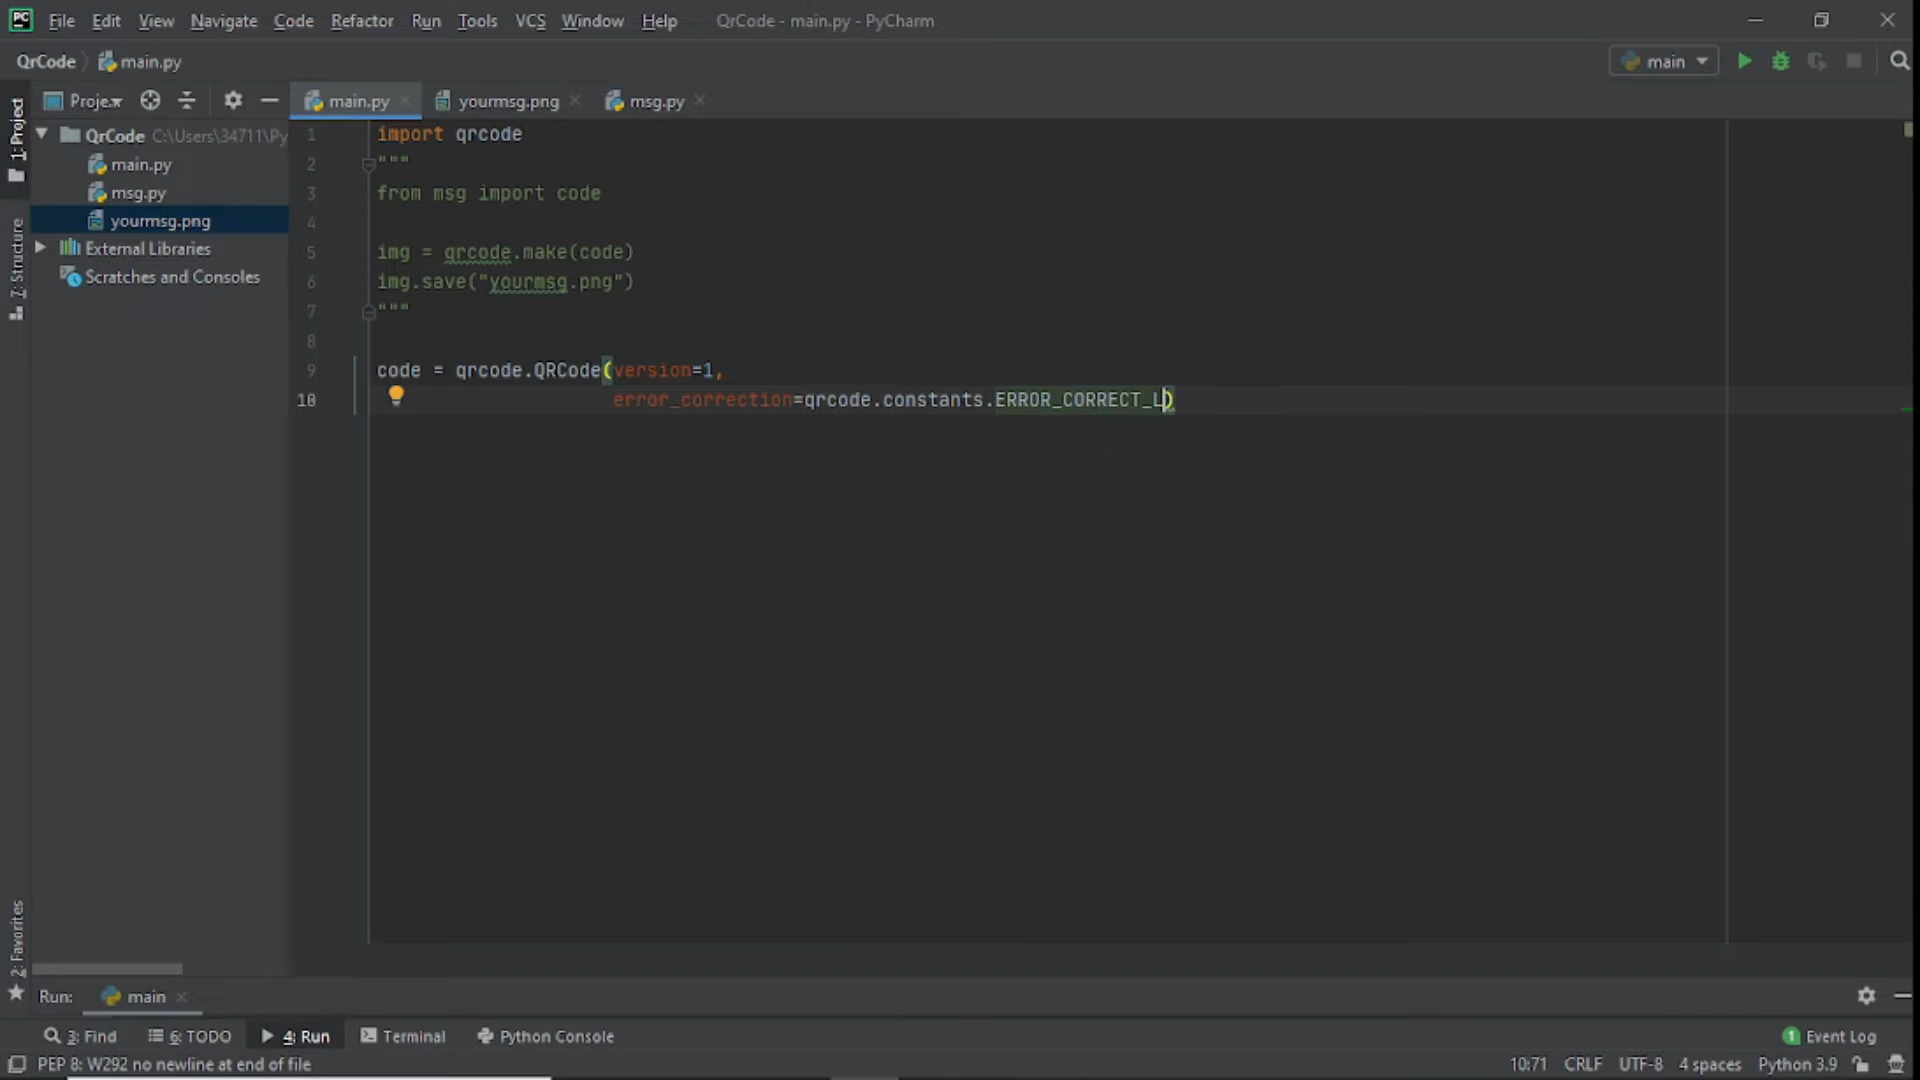 PC File Edit View Navigate Code Refactor Run Tools VCS Window Help QrCode - main.py - PyCharm
QrCode main.py main
1: Project
Proje...
main.py yourmsg.png msg.py
QrCode C:\Users\34711\Py
main.py
msg.py
yourmsg.png
External Libraries
Scratches and Consoles
7: Structure
2: Favorites
1 import qrcode
2 """
3 from msg import code
4
5 img = qrcode.make(code)
6 img.save("yourmsg.png")
7 """
8
9 code = qrcode.QRCode(version=1,
10 error_correction=qrcode.constants.ERROR_CORRECT_L)
Run: main
3: Find 6: TODO 4: Run Terminal Python Console 1 Event Log
PEP 8: W292 no newline at end of file 10:71 CRLF UTF-8 4 spaces Python 3.9